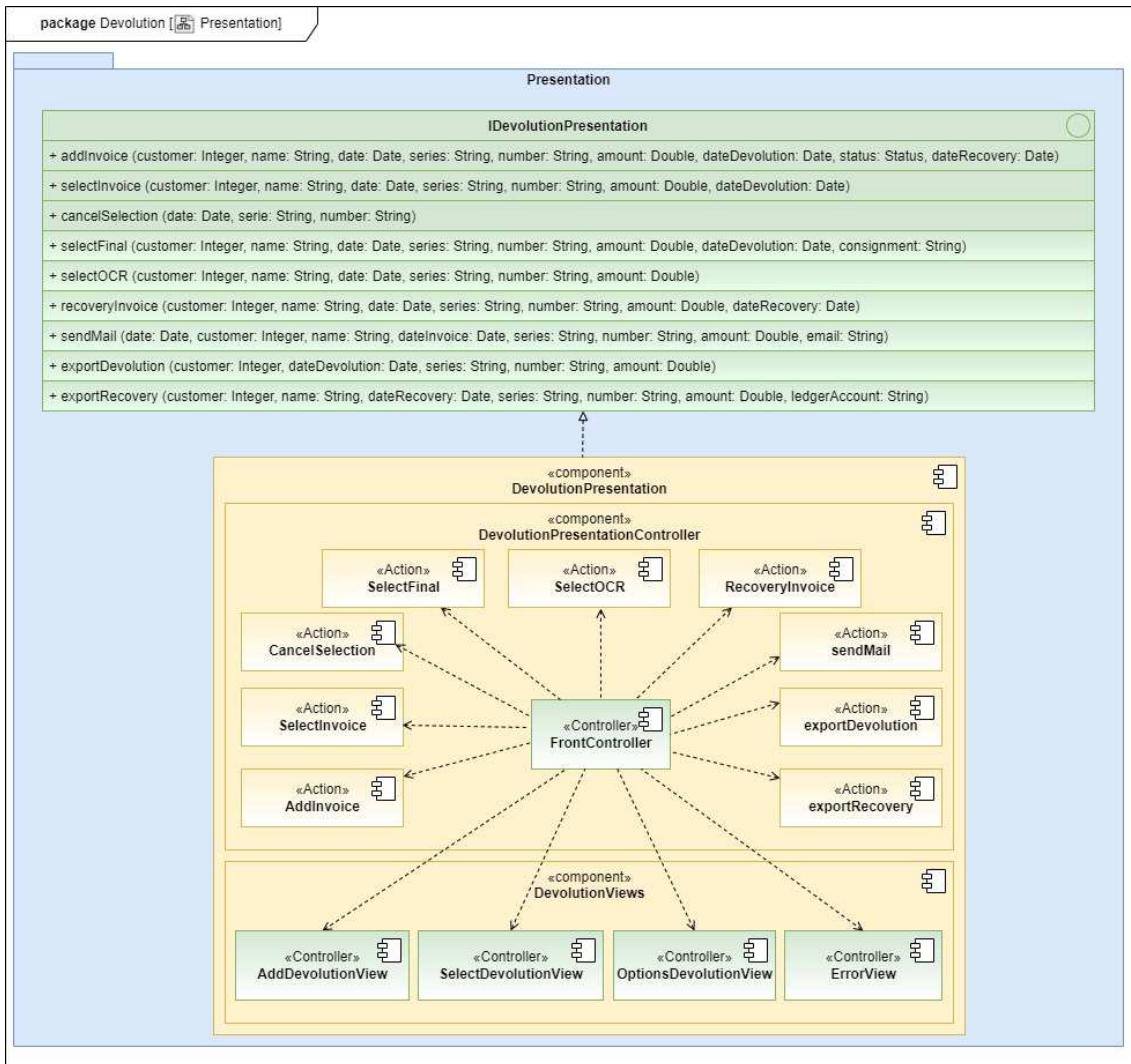 package Devolution [ Presentation]
Presentation
IDevolutionPresentation
+ addInvoice (customer: Integer, name: String, date: Date, series: String, number: String, amount: Double, dateDevolution: Date, status: Status, dateRecovery: Date)
+ selectInvoice (customer: Integer, name: String, date: Date, series: String, number: String, amount: Double, dateDevolution: Date)
+ cancelSelection (date: Date, serie: String, number: String)
+ selectFinal (customer: Integer, name: String, date: Date, series: String, number: String, amount: Double, dateDevolution: Date, consignment: String)
+ selectOCR (customer: Integer, name: String, date: Date, series: String, number: String, amount: Double)
+ recoveryInvoice (customer: Integer, name: String, date: Date, series: String, number: String, amount: Double, dateRecovery: Date)
+ sendMail (date: Date, customer: Integer, name: String, dateInvoice: Date, series: String, number: String, amount: Double, email: String)
+ exportDevolution (customer: Integer, dateDevolution: Date, series: String, number: String, amount: Double)
+ exportRecovery (customer: Integer, name: String, dateRecovery: Date, series: String, number: String, amount: Double, ledgerAccount: String)
«component»
DevolutionPresentation
«component»
DevolutionPresentationController
«Action»
SelectFinal
«Action»
SelectOCR
«Action»
RecoveryInvoice
«Action»
CancelSelection
«Action»
sendMail
«Action»
SelectInvoice
«Controller»
FrontController
«Action»
exportDevolution
«Action»
AddInvoice
«Action»
exportRecovery
«component»
DevolutionViews
«Controller»
AddDevolutionView
«Controller»
SelectDevolutionView
«Controller»
OptionsDevolutionView
«Controller»
ErrorView